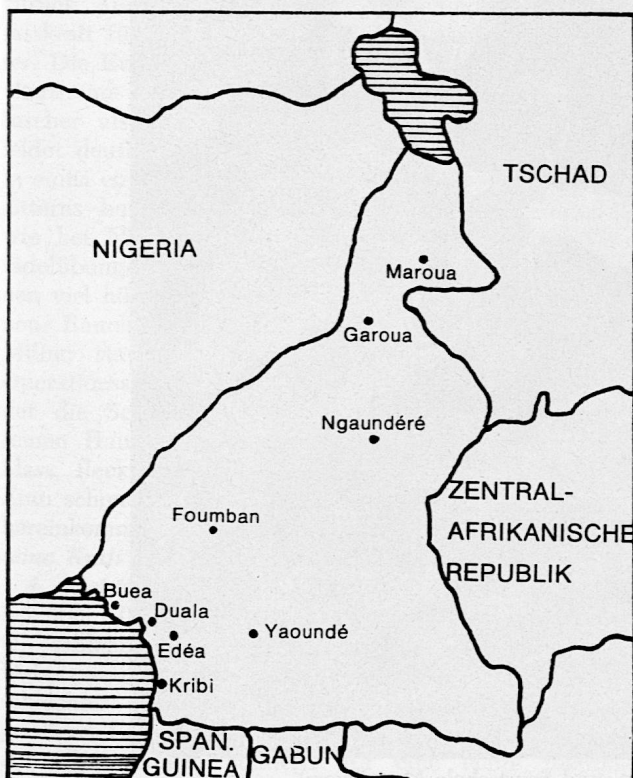 TSCHAD
NIGERIA
Maroua
Garoua
Ngaundéré
ZENTRAL-
AFRIKANISCHE
REPUBLIK
Foumban
Buea
Duala
Edéa
Yaoundé
Kribi
SPAN.
GUINEA
GABUN